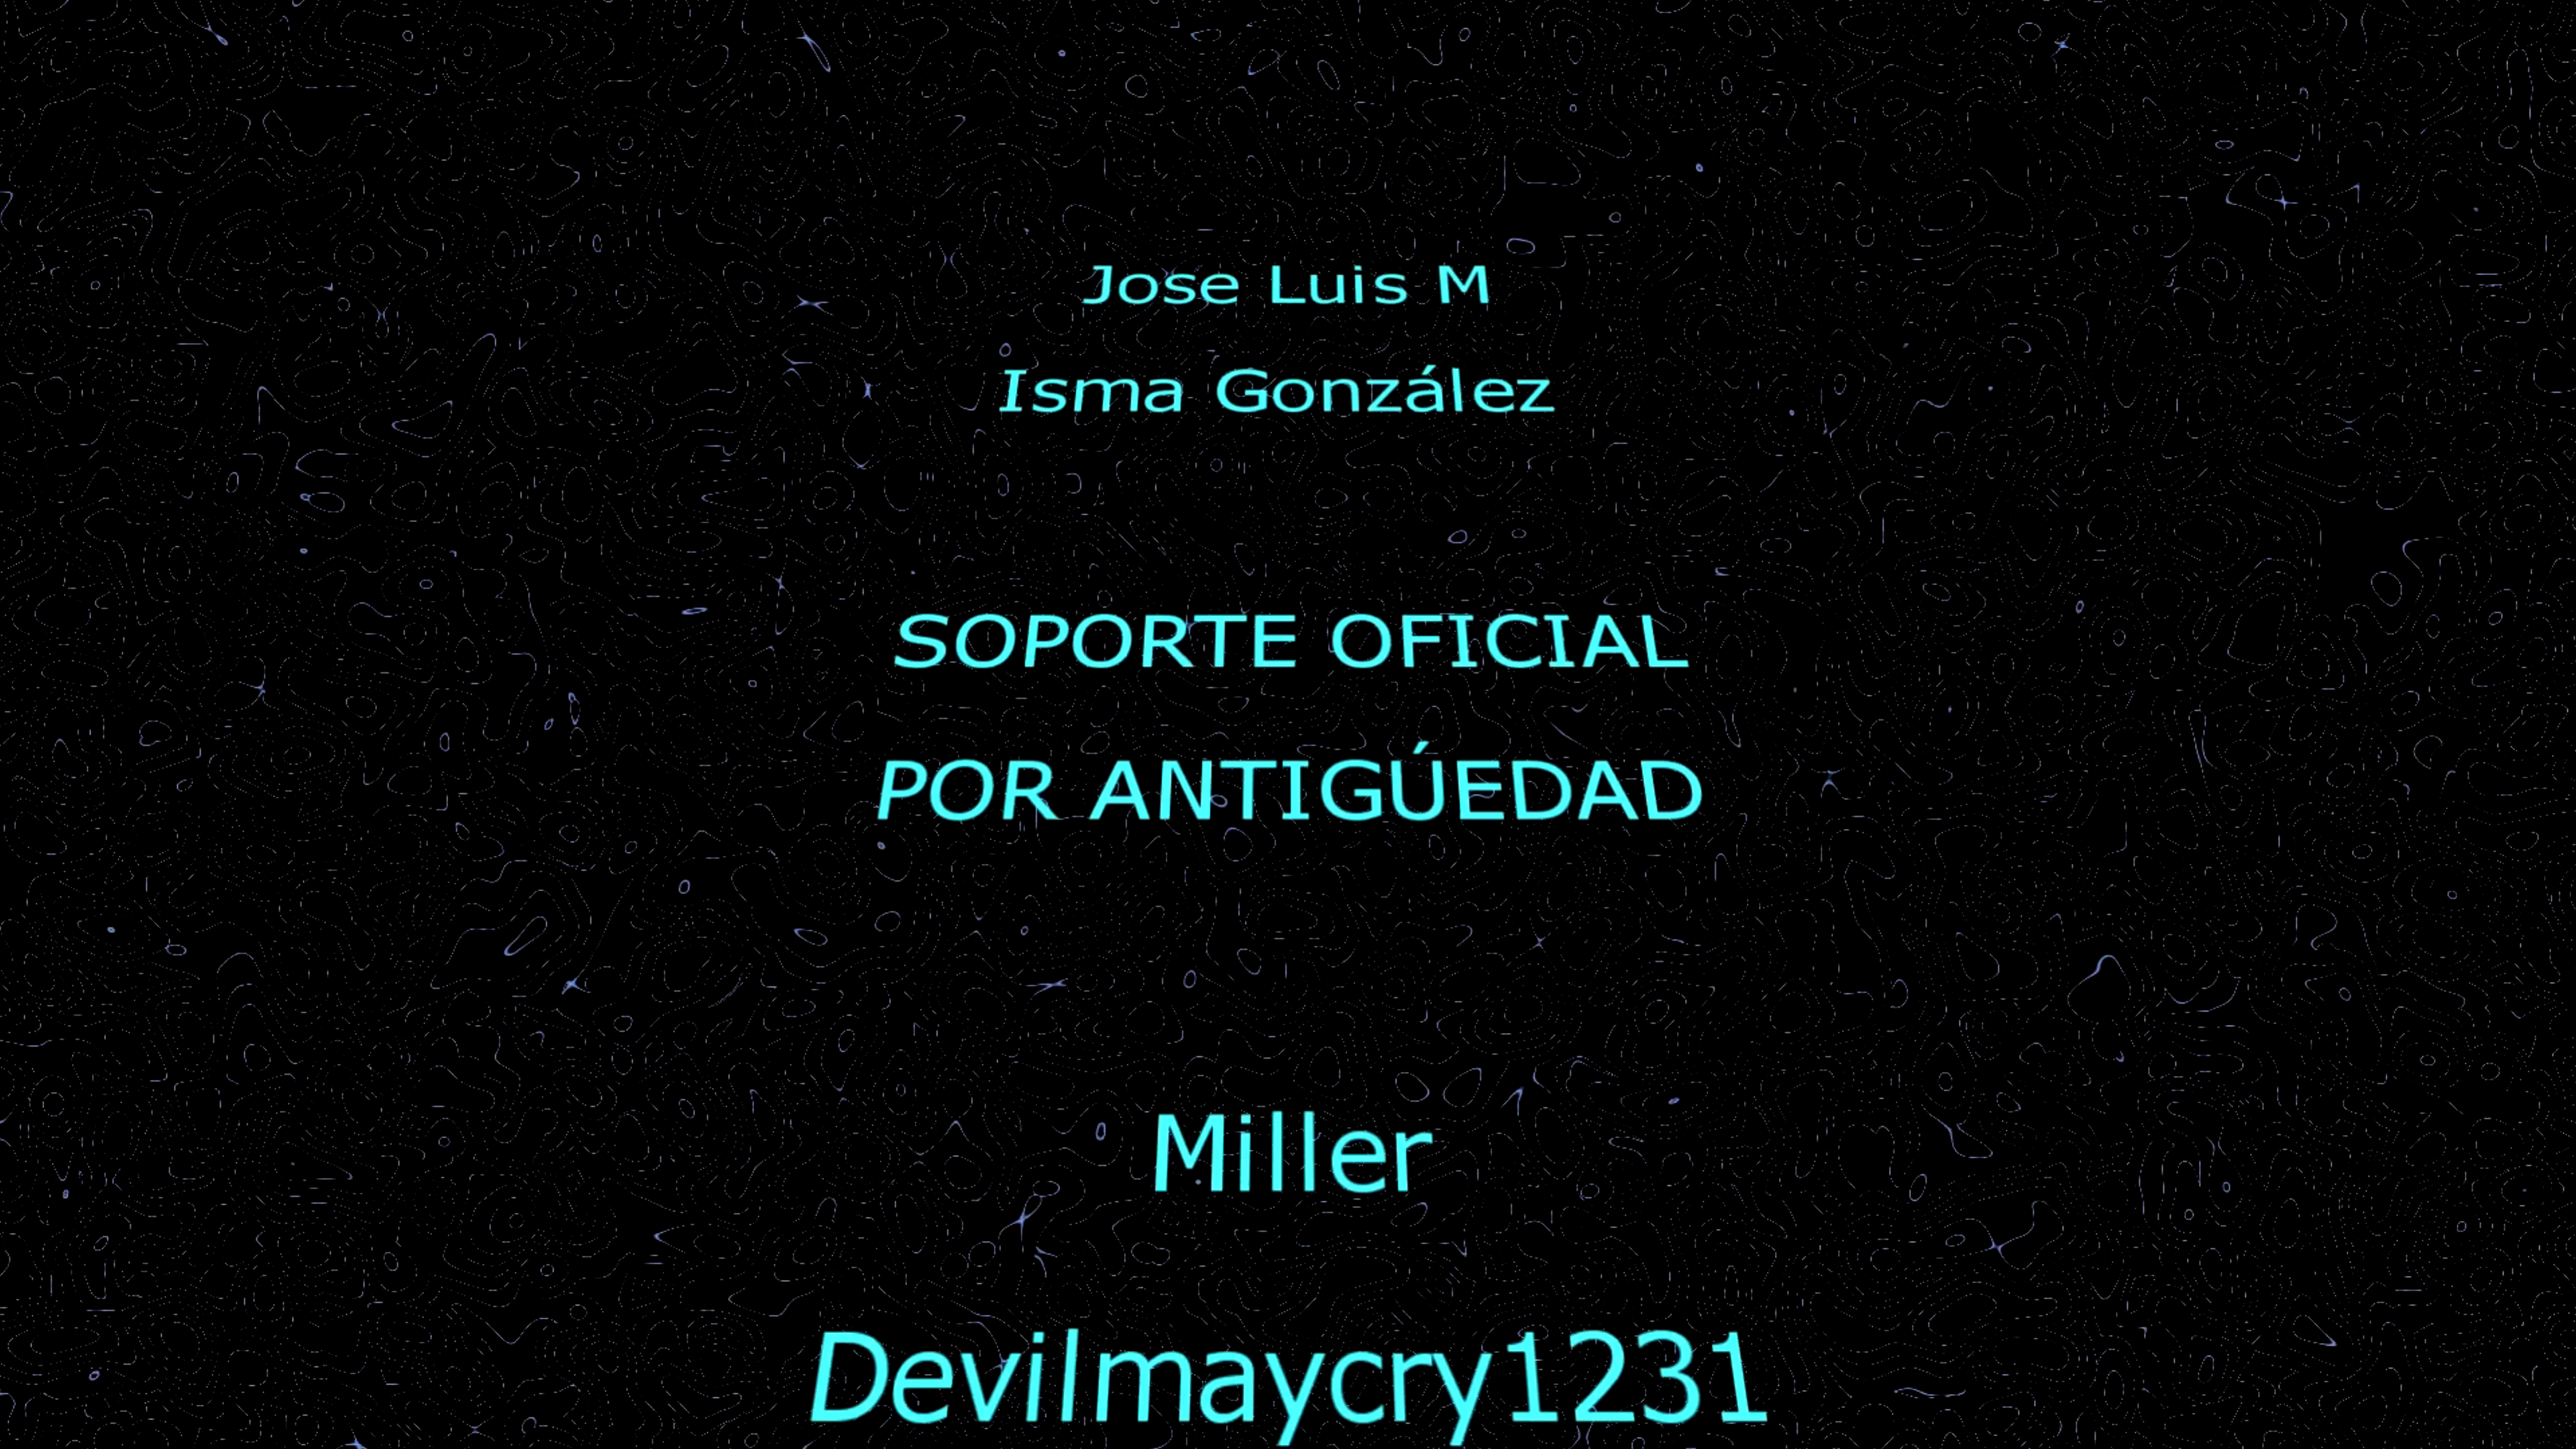 Jose Luis M
Isma González
SOPORTE OFICIAL
POR ANTIGÚEDAD
Miller
Devilmaycry1231